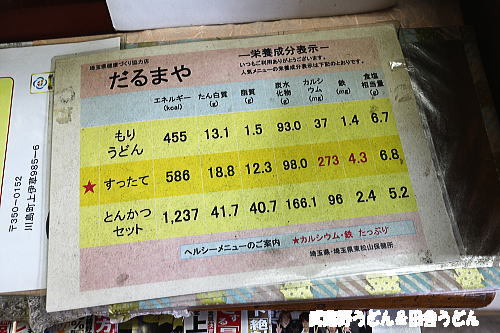 埼玉県健康づくり協力店
だるまや
―栄養成分表示―
いつもご利用ありがとうございます。
人気メニューの栄養成分表示は下記のとおりです。
エネルギー(kcal) たん白質(g) 脂質(g) 炭水化物(g) カルシウム(mg) 鉄(mg) 食塩相当量(g)
もりうどん 455 13.1 1.5 93.0 37 1.4 6.7
★すったて 586 18.8 12.3 98.0 273 4.3 6.8
とんかつセット 1,237 41.7 40.7 166.1 96 2.4 5.2
ヘルシーメニューのご案内 ★カルシウム・鉄 たっぷり
埼玉県・埼玉県東松山保健所
〒350-0152
川島町上伊草985-6
武蔵野うどん&田舎うどん